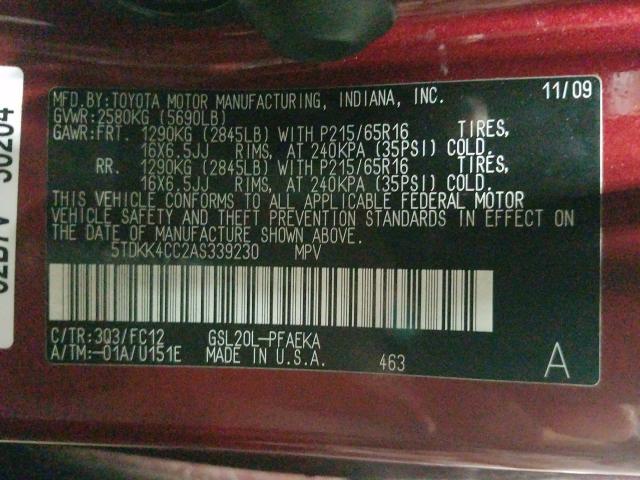 MFD.BY:TOYOTA MOTOR MANUFACTURING, INDIANA, INC. 11/09
GVWR:2580KG (5690LB)
GAWR:FRT. 1290KG (2845LB) WITH P215/65R16 TIRES,
16X6.5JJ RIMS, AT 240KPA (35PSI) COLD.
RR. 1290KG (2845LB) WITH P215/65R16 TIRES,
16X6.5JJ RIMS, AT 240KPA (35PSI) COLD.
THIS VEHICLE CONFORMS TO ALL APPLICABLE FEDERAL MOTOR
VEHICLE SAFETY AND THEFT PREVENTION STANDARDS IN EFFECT ON
THE DATE OF MANUFACTURE SHOWN ABOVE.
5TDKK4CC2AS339230 MPV
C/TR:3Q3/FC12 GSL20L-PFAEKA
A/TM:-01A/U151E MADE IN U.S.A. 463 A